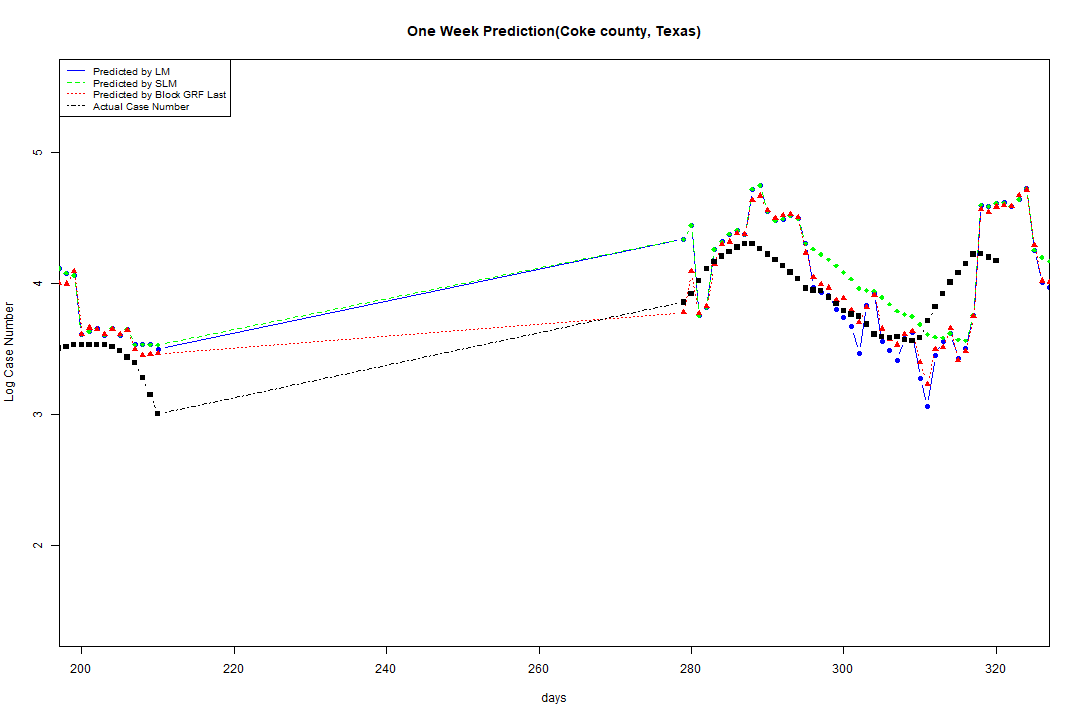 One Week Prediction(Coke county, Texas)
Predicted by LM
Predicted by SLM
Predicted by Block GRF Last
Actual Case Number
5
4
3
2
Log Case Number
200 220 240 260 280 300 320
days